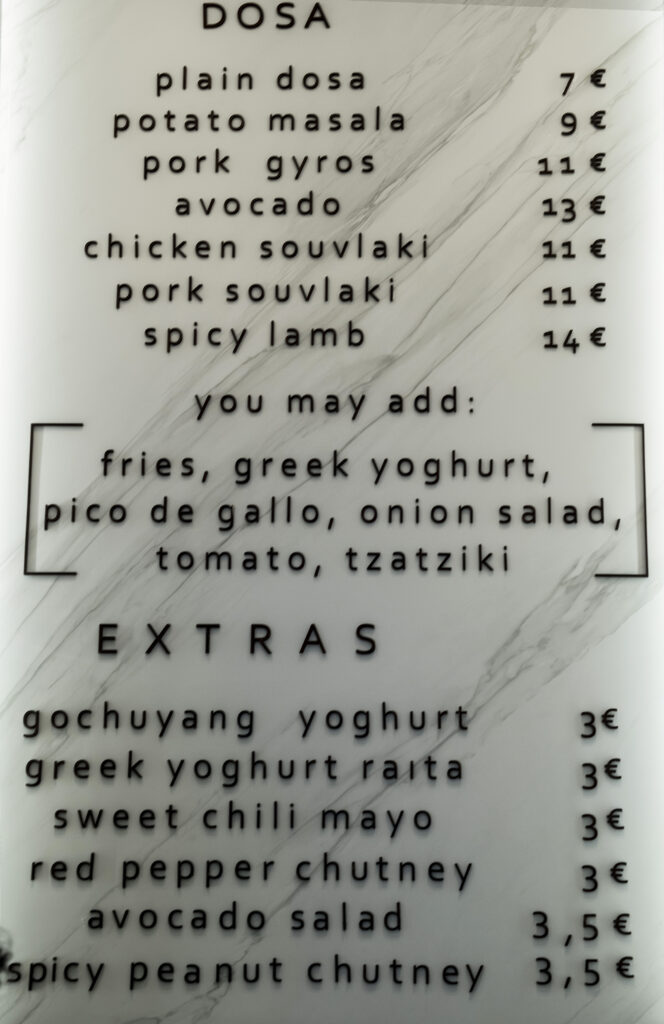 DOSA
plain dosa 7 €
potato masala 9 €
pork gyros 11 €
avocado 13 €
chicken souvlaki 11 €
pork souvlaki 11 €
spicy lamb 14 €
you may add:
fries, greek yoghurt,
pico de gallo, onion salad,
tomato, tzatziki
EXTRAS
gochuyang yoghurt 3€
greek yoghurt raita 3€
sweet chili mayo 3€
red pepper chutney 3€
avocado salad 3,5€
spicy peanut chutney 3,5€